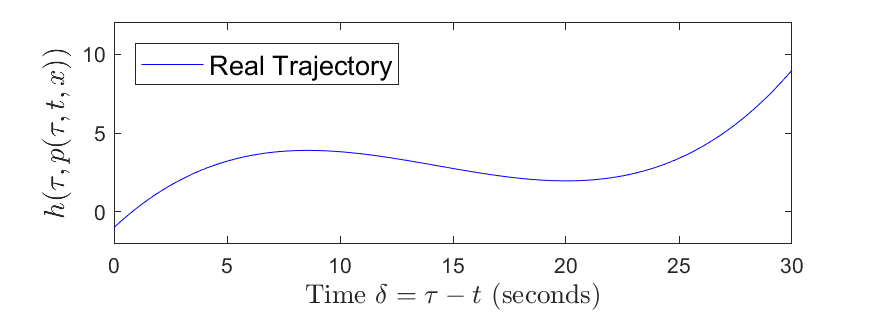 Real Trajectory
10
5
0
h(τ, p(τ, t, x))
0 5 10 15 20 25 30
Time δ = τ − t (seconds)